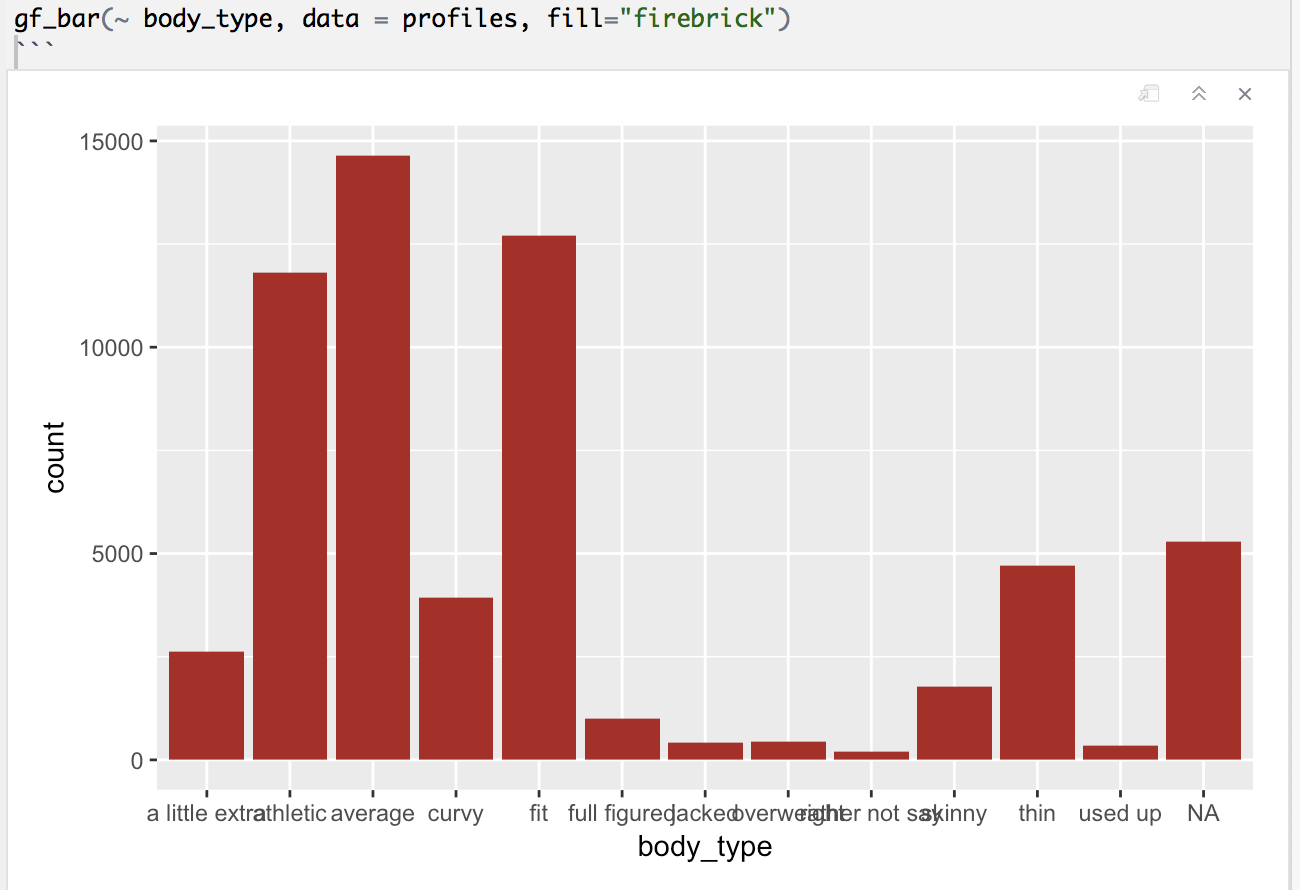 gf_bar(~ body_type, data = profiles, fill="firebrick")
```
15000
10000
5000
0
count
a little extra athletic average curvy fit full figured jacked overweight rather not say skinny thin used up NA
body_type